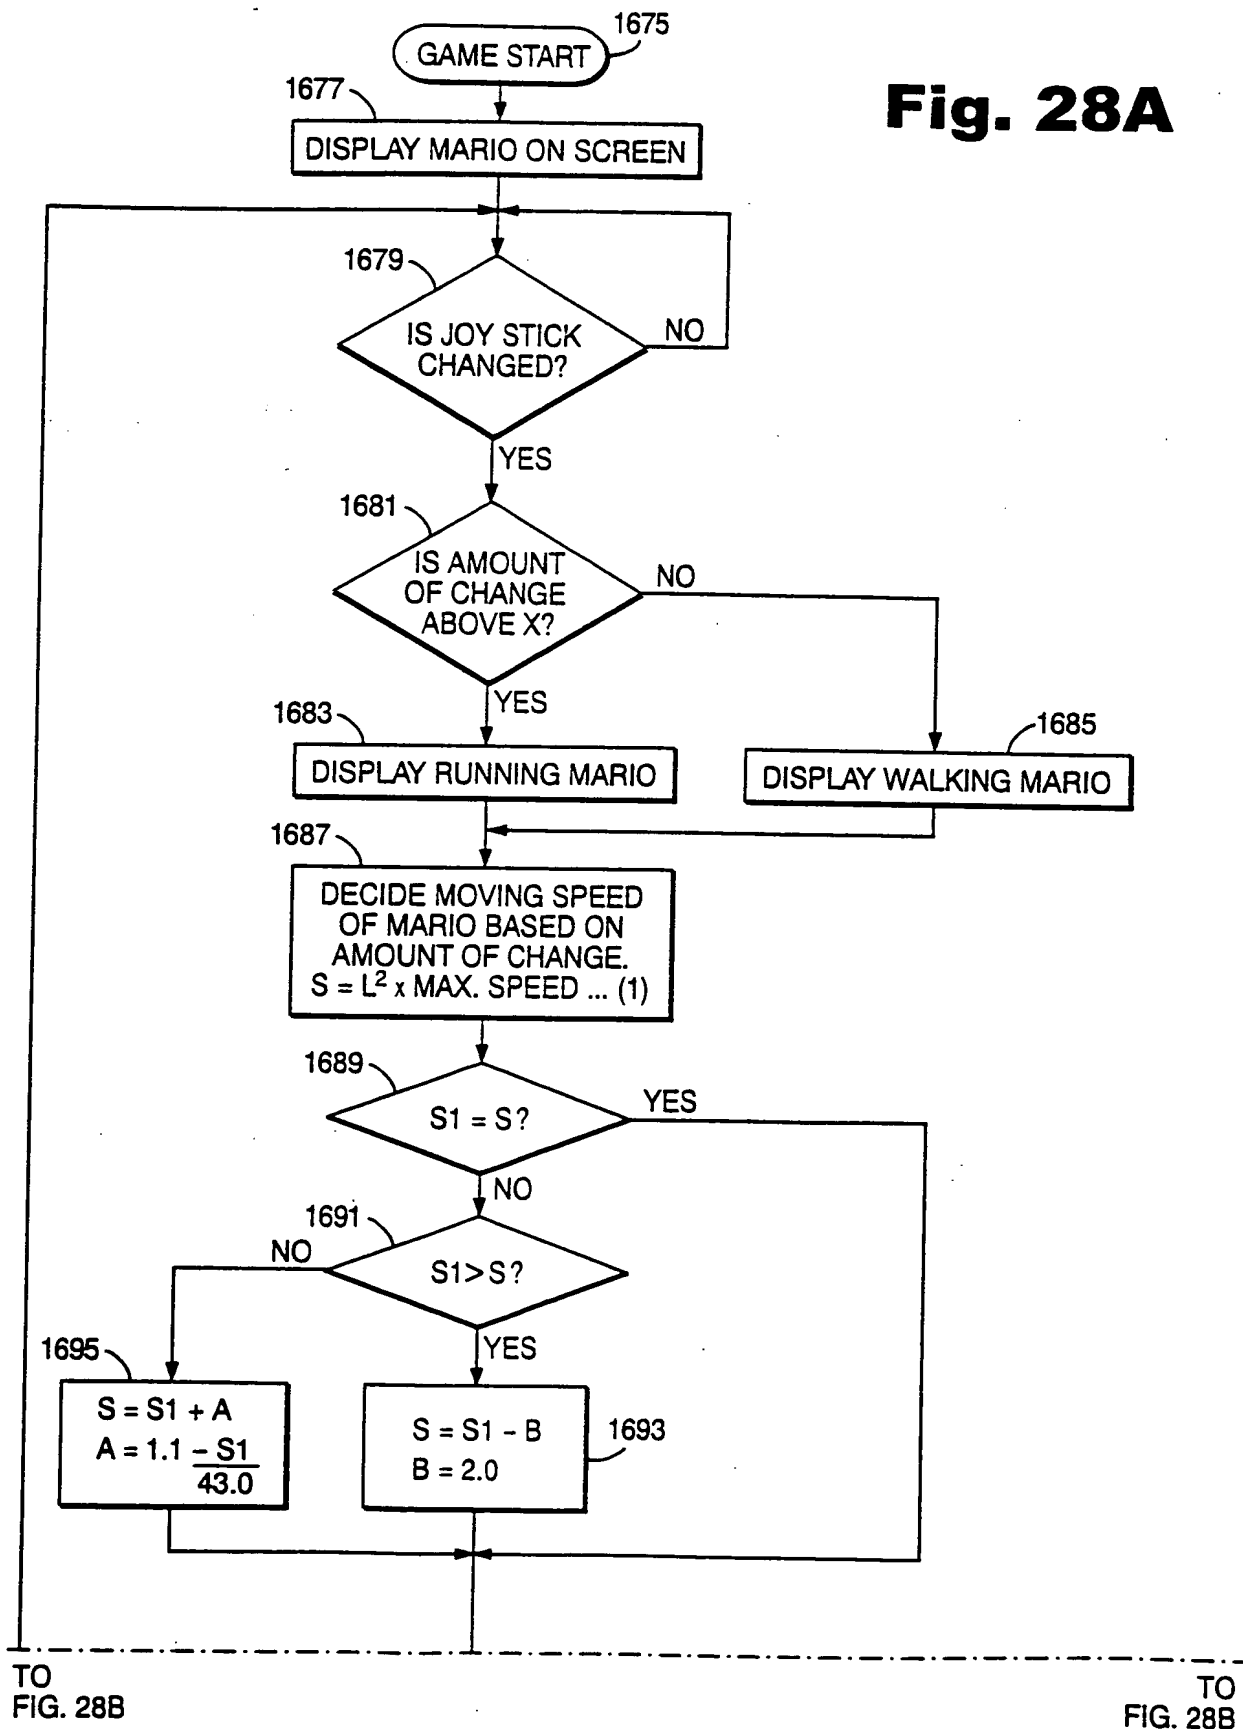 1675
GAME START
Fig. 28A
1677
DISPLAY MARIO ON SCREEN
1679
IS JOY STICK
CHANGED?
NO
YES
1681
IS AMOUNT
OF CHANGE
ABOVE X?
NO
YES
1683
DISPLAY RUNNING MARIO
1685
DISPLAY WALKING MARIO
1687
DECIDE MOVING SPEED
OF MARIO BASED ON
AMOUNT OF CHANGE.
S = L² x MAX. SPEED ... (1)
1689
S1 = S?
YES
NO
1691
S1> S?
NO
YES
1695
S = S1 + A
A = 1.1 - S1
43.0
1693
S = S1 - B
B = 2.0
TO
FIG. 28B
TO
FIG. 28B